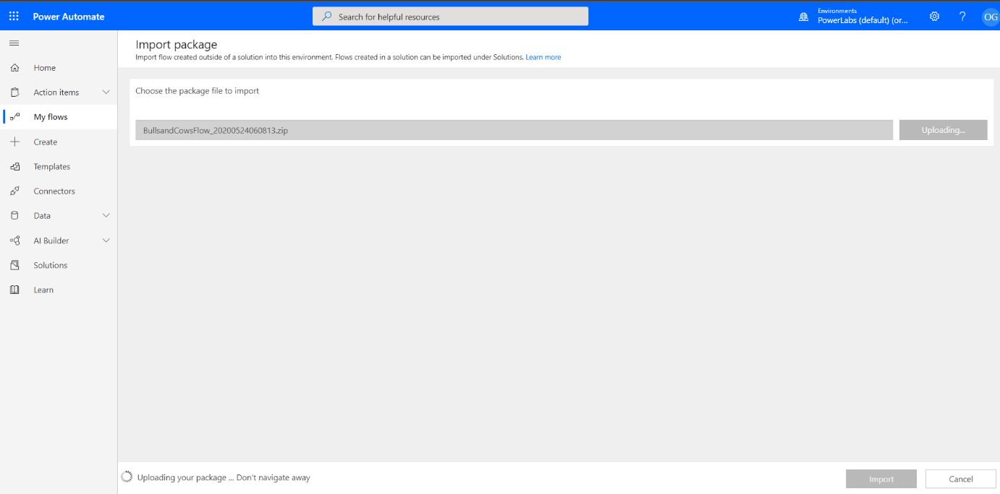 Power Automate
Search for helpful resources
Environments
PowerLabs (default) (or...
?
OG
Home
Action items
My flows
Create
Templates
Connectors
Data
AI Builder
Solutions
Learn
Import package
Import flow created outside of a solution into this environment. Flows created in a solution can be imported under Solutions. Learn more
Choose the package file to import
BullsandCowsFlow_20200524060813.zip
Uploading...
Uploading your package ... Don't navigate away
Import
Cancel